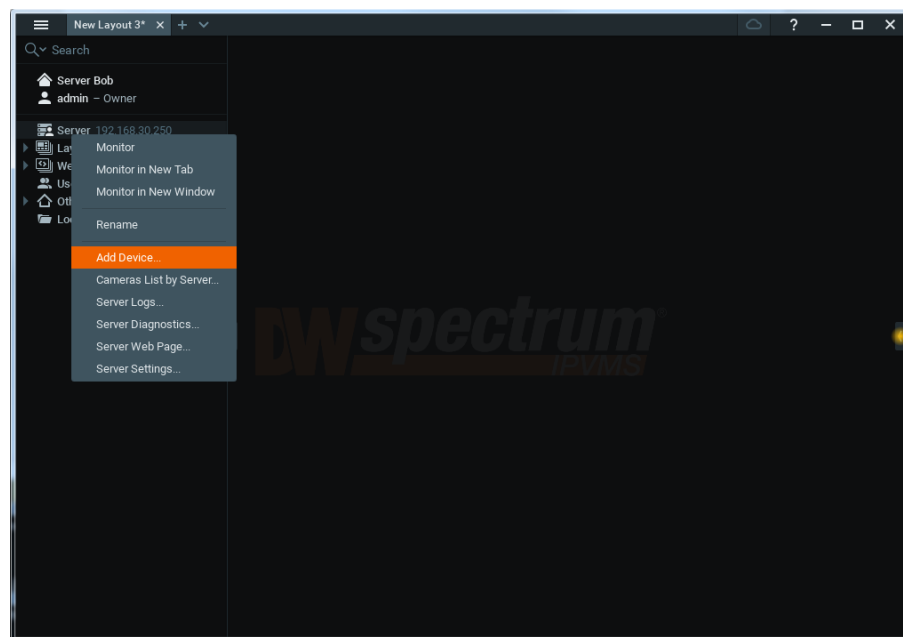 New Layout 3*
?
Search
Server Bob
admin – Owner
Server 192.168.30.250
Monitor
Monitor in New Tab
Monitor in New Window
Rename
Add Device...
Cameras List by Server...
Server Logs...
Server Diagnostics...
Server Web Page...
Server Settings...
DW spectrum
IPVMS